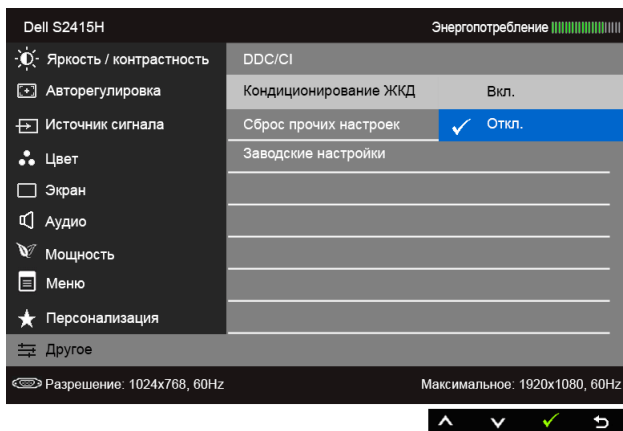 Dell S2415H Энергопотребление
Яркость / контрастность DDC/CI
Авторегулировка Кондиционирование ЖКД Вкл.
Источник сигнала Сброс прочих настроек Откл.
Цвет Заводские настройки
Экран
Аудио
Мощность
Меню
Персонализация
Другое
Разрешение: 1024x768, 60Hz Максимальное: 1920x1080, 60Hz